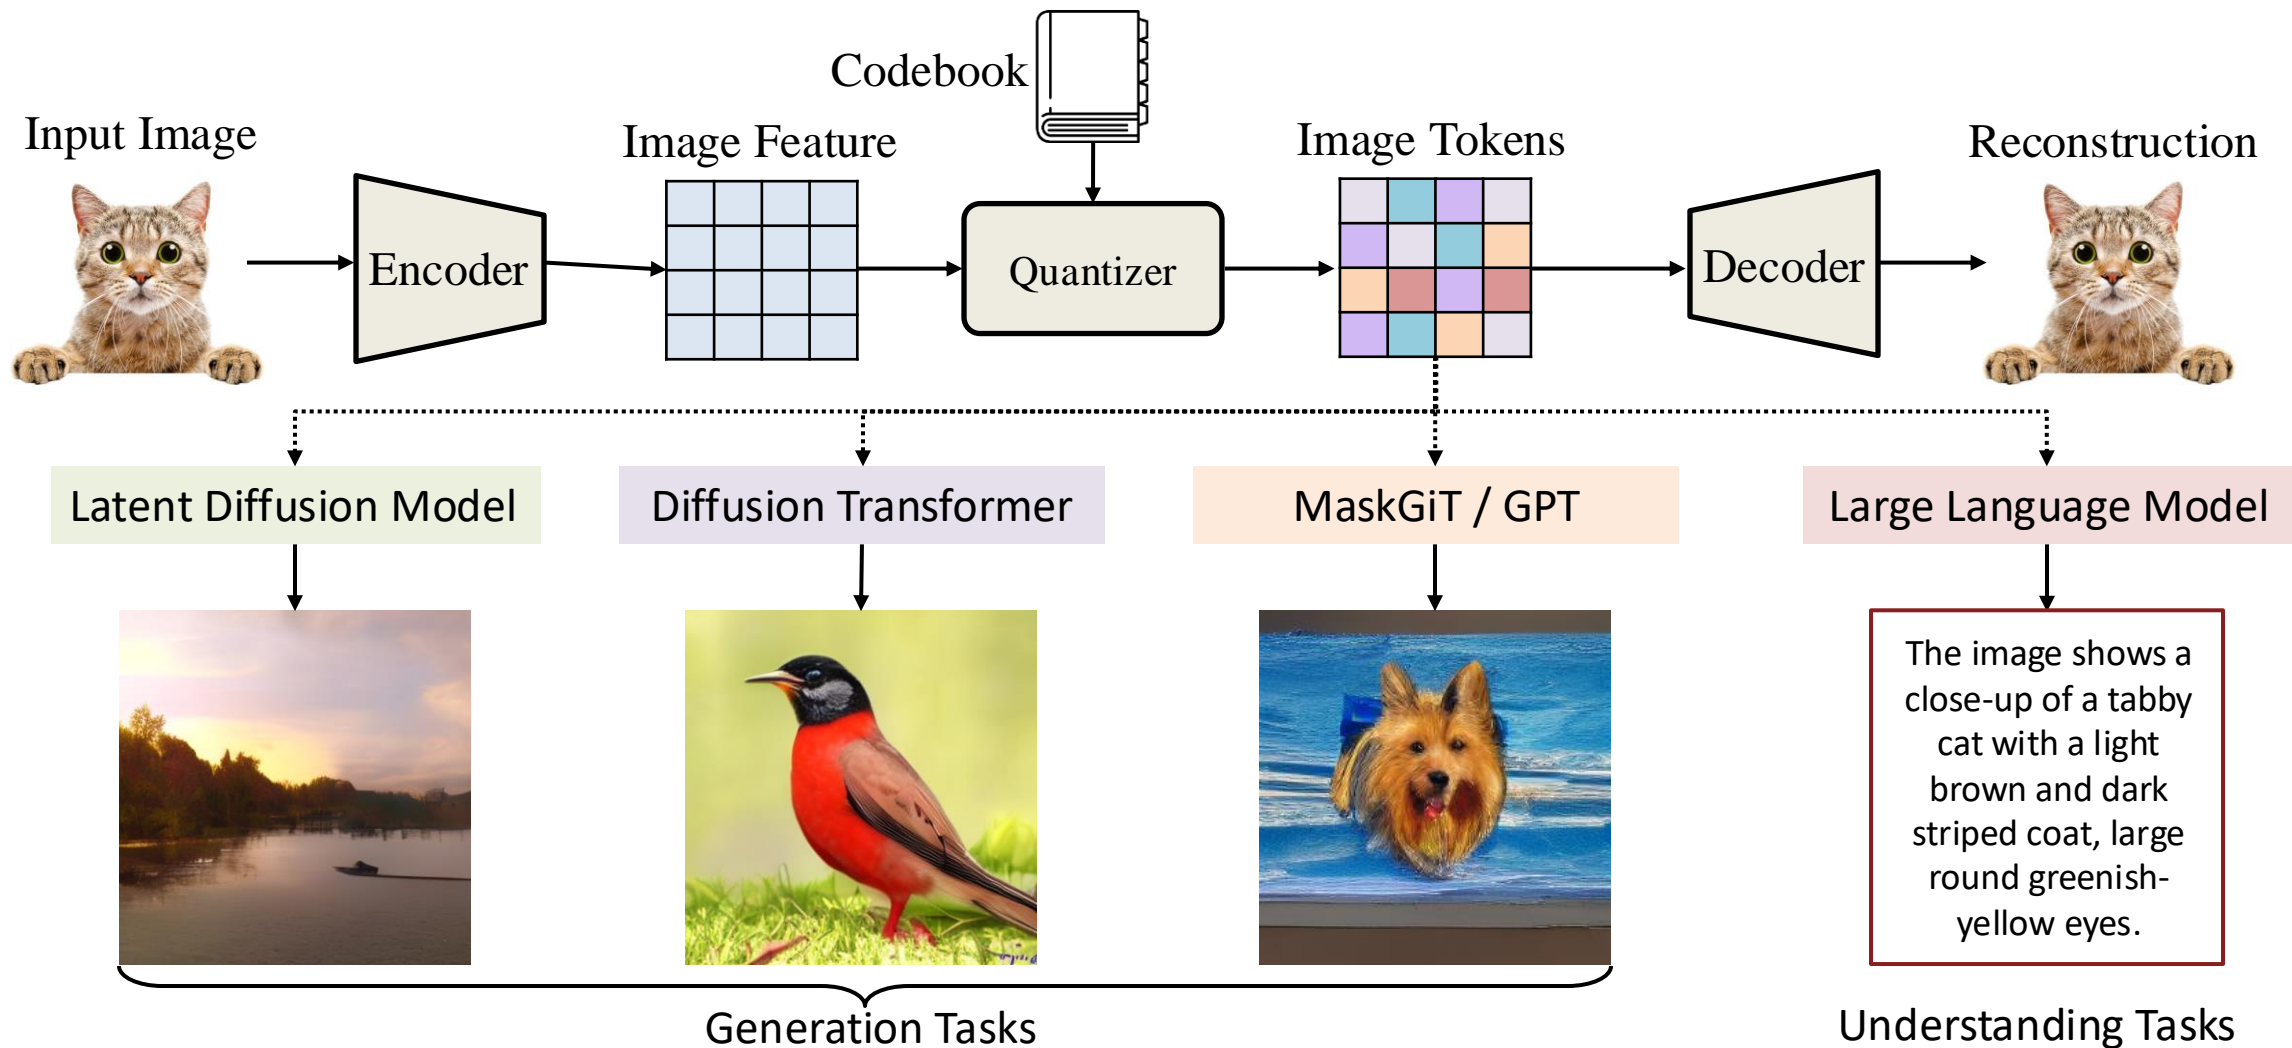 Codebook
Input Image
Image Feature
Image Tokens
Reconstruction
Encoder
Quantizer
Decoder
Latent Diffusion Model
Diffusion Transformer
MaskGiT / GPT
Large Language Model
The image shows a
close-up of a tabby
cat with a light
brown and dark
striped coat, large
round greenish-
yellow eyes.
Generation Tasks
Understanding Tasks